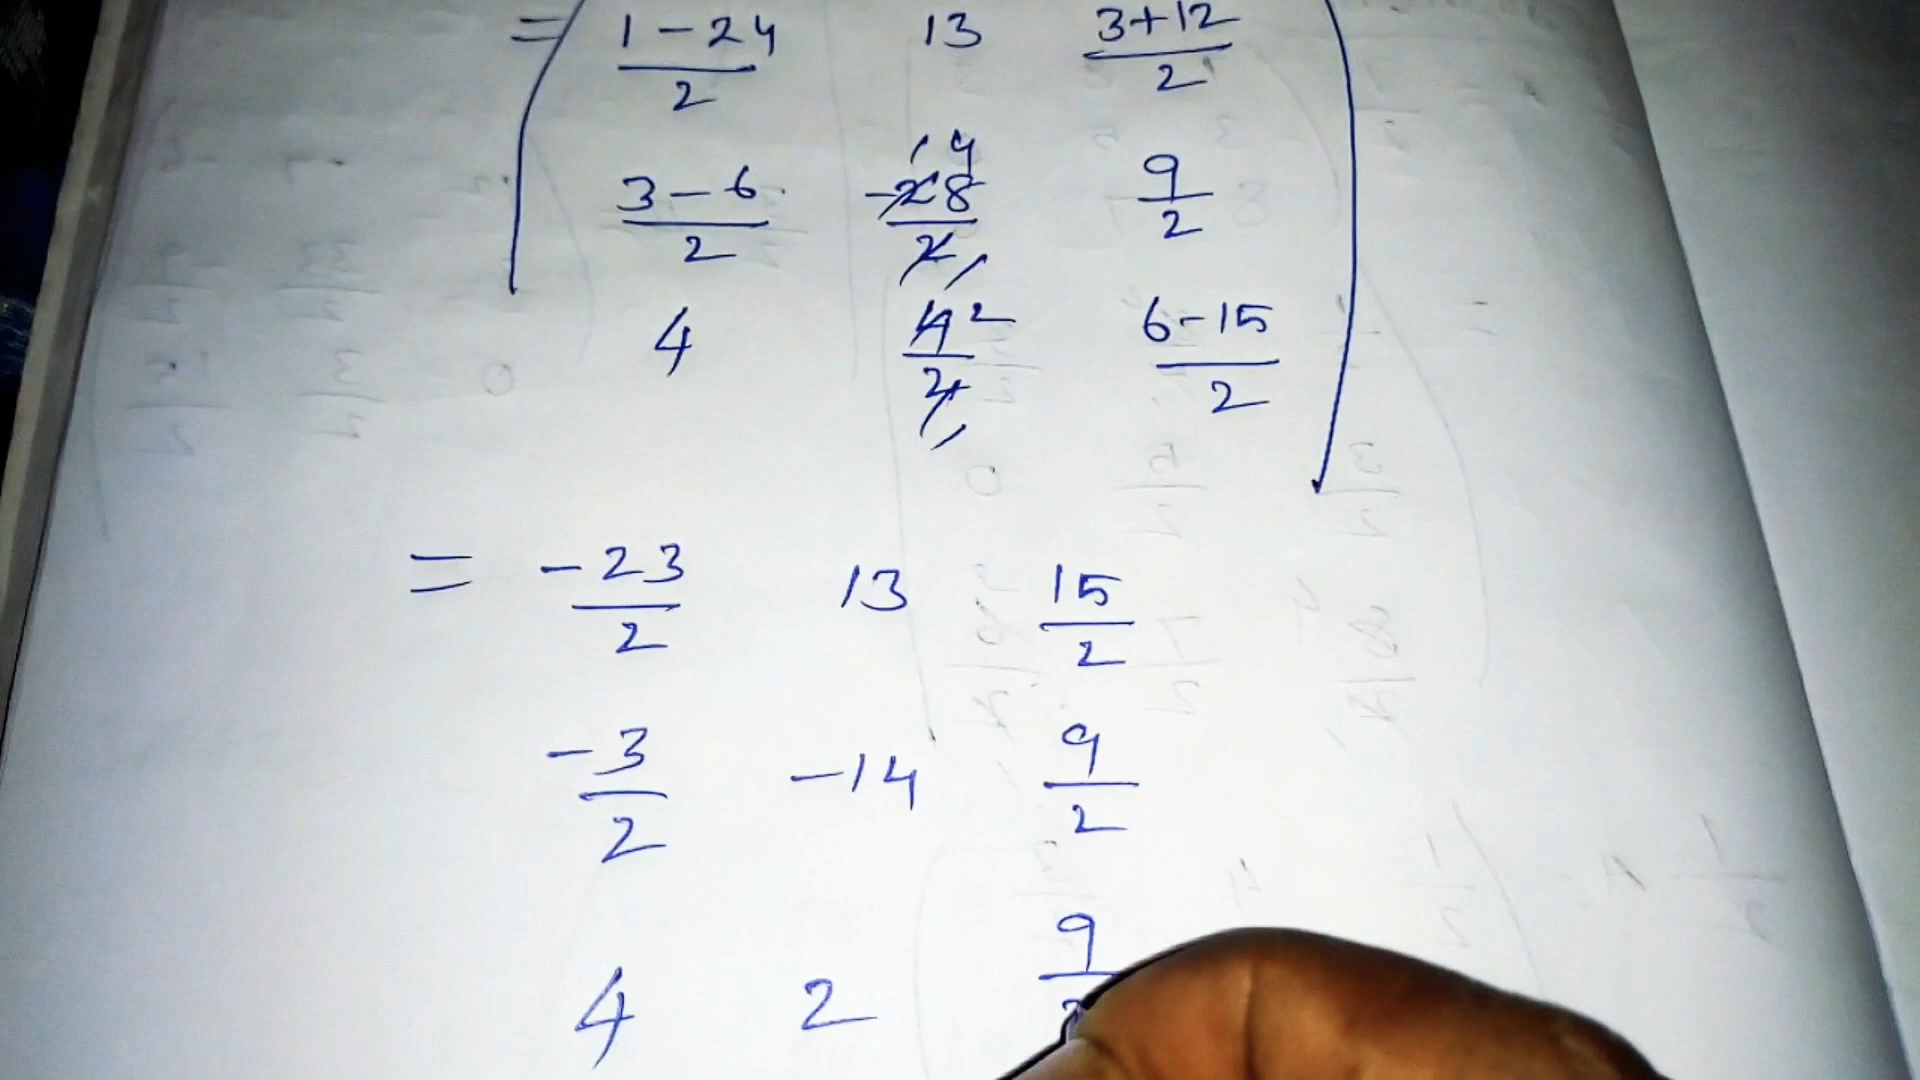 = 1-24/2 13 3+12/2
3-6/2 -28/2 9/2
4 4/2 2 6-15/2
= -23/2 13 15/2
-3/2 -14 9/2
4 2 9